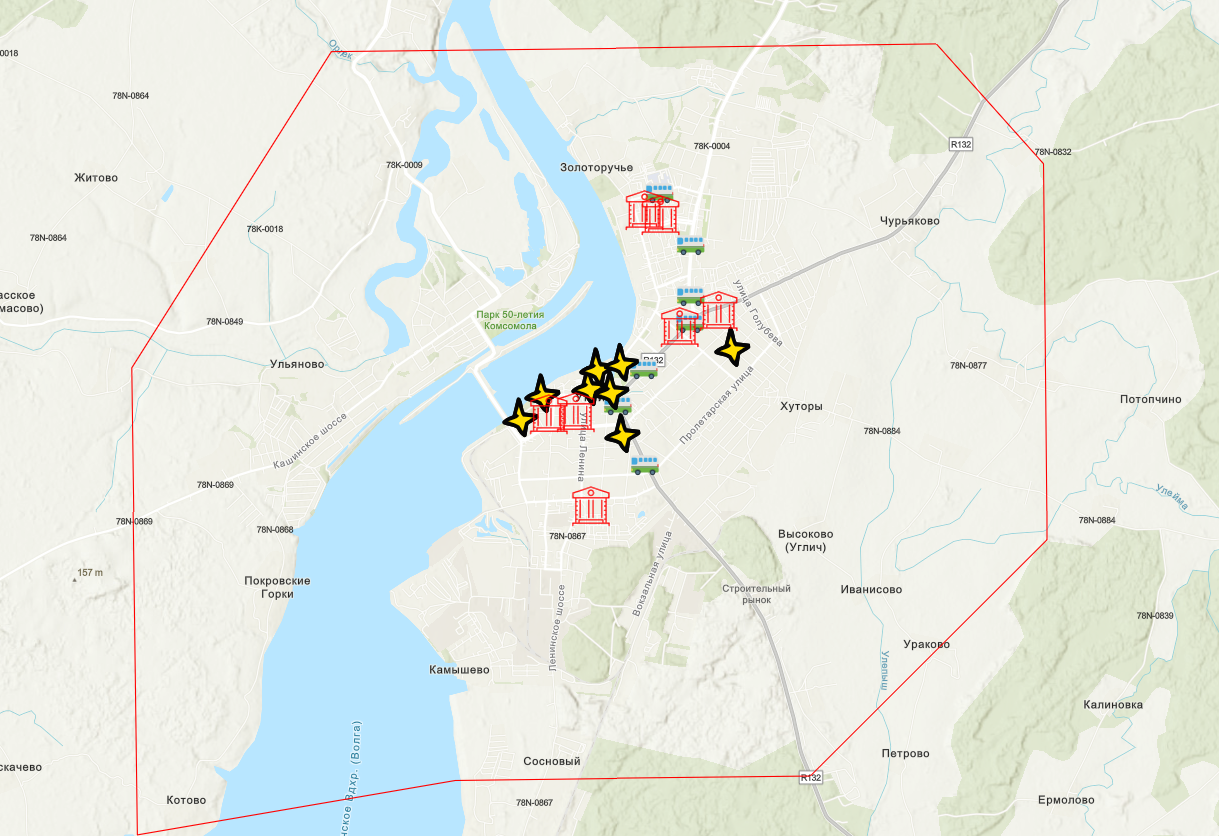 Орлек
0018
78N-0864
R132
78K-0004
78N-0832
78K-0009
Золоторучье
Житово
Чурьяково
78K-0018
78N-0864
улица Голубева
Парк 50-летия
Комсомола
78N-0849
R132
Ульяново
78N-0877
Потопчино
Хуторы
Пролетарская улица
Кашинское шоссе
78N-0884
улица Ленина
78N-0869
Улейма
78N-0869
78N-0884
78N-0868
78N-0867
Высоково
(Углич)
157 m
Покровские
Горки
Вокзальная улица
Строительный
рынок
Иванисово
78N-0839
Ленинское шоссе
Ураково
Камышево
Улепыш
Калиновка
Сосновый
Петрово
скачево
R132
Котово
78N-0867
Ермолово
ское Вдхр. (Волга)